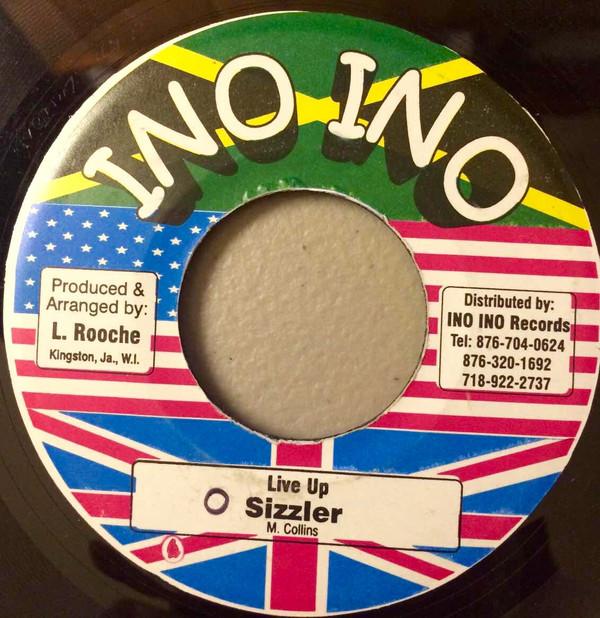 INO INO
Produced &
Arranged by:
L. Rooche
Kingston, Ja., W.I.
Distributed by:
INO INO Records
Tel: 876-704-0624
876-320-1692
718-922-2737
Live Up
O Sizzler
M. Collins